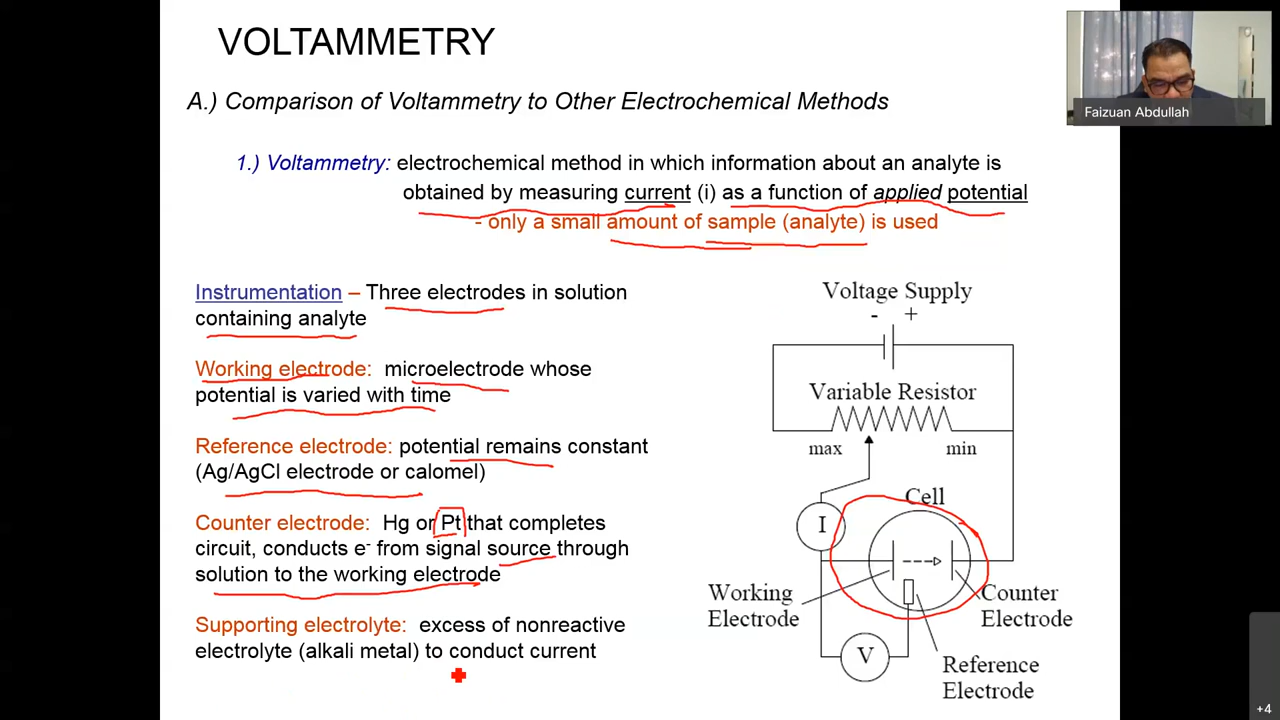 VOLTAMMETRY
A.) Comparison of Voltammetry to Other Electrochemical Methods
1.) Voltammetry: electrochemical method in which information about an analyte is
obtained by measuring current (i) as a function of applied potential
- only a small amount of sample (analyte) is used
Instrumentation – Three electrodes in solution
containing analyte
Working electrode: microelectrode whose
potential is varied with time
Reference electrode: potential remains constant
(Ag/AgCl electrode or calomel)
Counter electrode: Hg or Pt that completes
circuit, conducts e- from signal source through
solution to the working electrode
Supporting electrolyte: excess of nonreactive
electrolyte (alkali metal) to conduct current
Voltage Supply
- +
Variable Resistor
max min
Cell
I
Working
Electrode
Counter
Electrode
V
Reference
Electrode
Faizuan Abdullah
+4